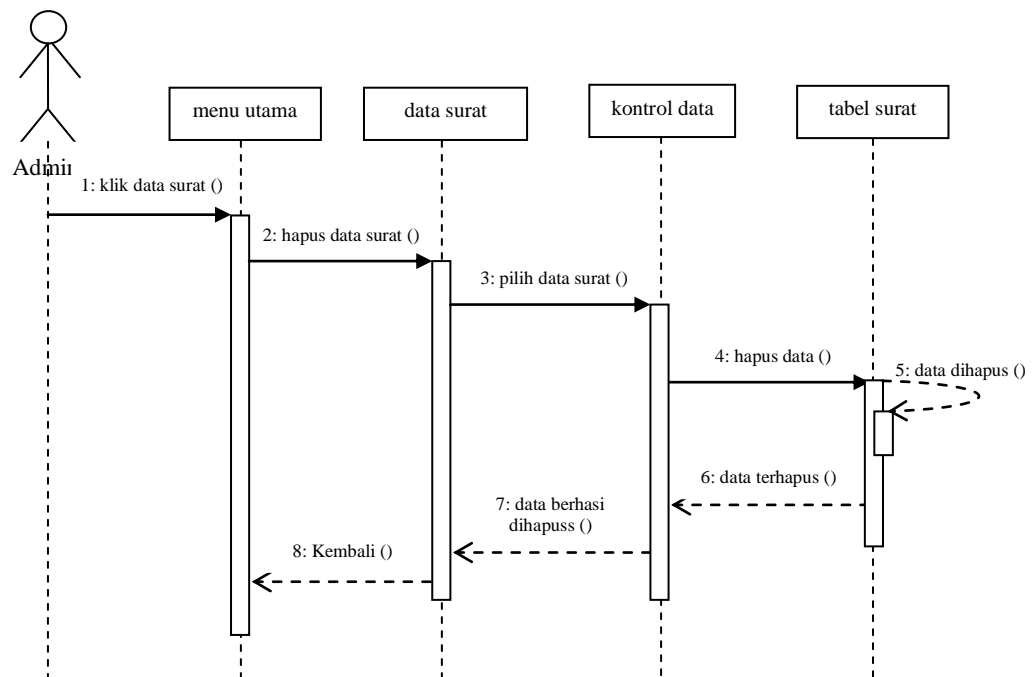 menu utama
data surat
kontrol data
tabel surat
Admin
1: klik data surat ()
2: hapus data surat ()
3: pilih data surat ()
4: hapus data ()
5: data dihapus ()
6: data terhapus ()
7: data berhasi
dihapuss ()
8: Kembali ()